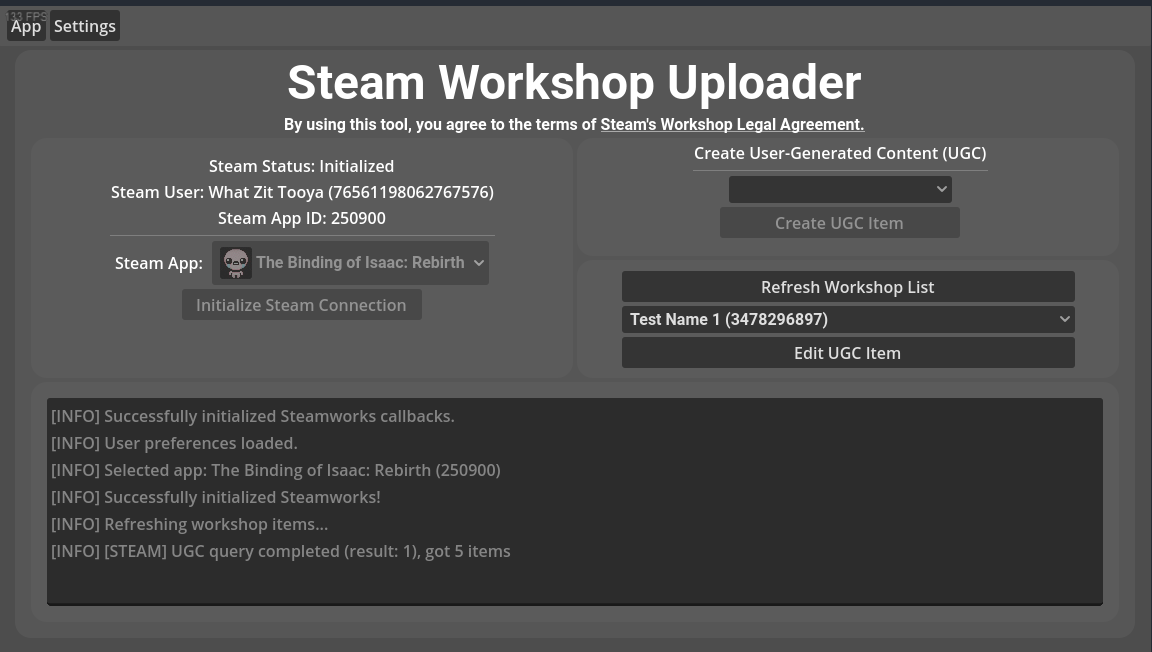 133 FPS
App Settings
Steam Workshop Uploader
By using this tool, you agree to the terms of Steam's Workshop Legal Agreement.
Steam Status: Initialized
Steam User: What Zit Tooya (76561198062767576)
Steam App ID: 250900
Steam App: The Binding of Isaac: Rebirth
Initialize Steam Connection
Create User-Generated Content (UGC)
Create UGC Item
Refresh Workshop List
Test Name 1 (3478296897)
Edit UGC Item
[INFO] Successfully initialized Steamworks callbacks.
[INFO] User preferences loaded.
[INFO] Selected app: The Binding of Isaac: Rebirth (250900)
[INFO] Successfully initialized Steamworks!
[INFO] Refreshing workshop items...
[INFO] [STEAM] UGC query completed (result: 1), got 5 items